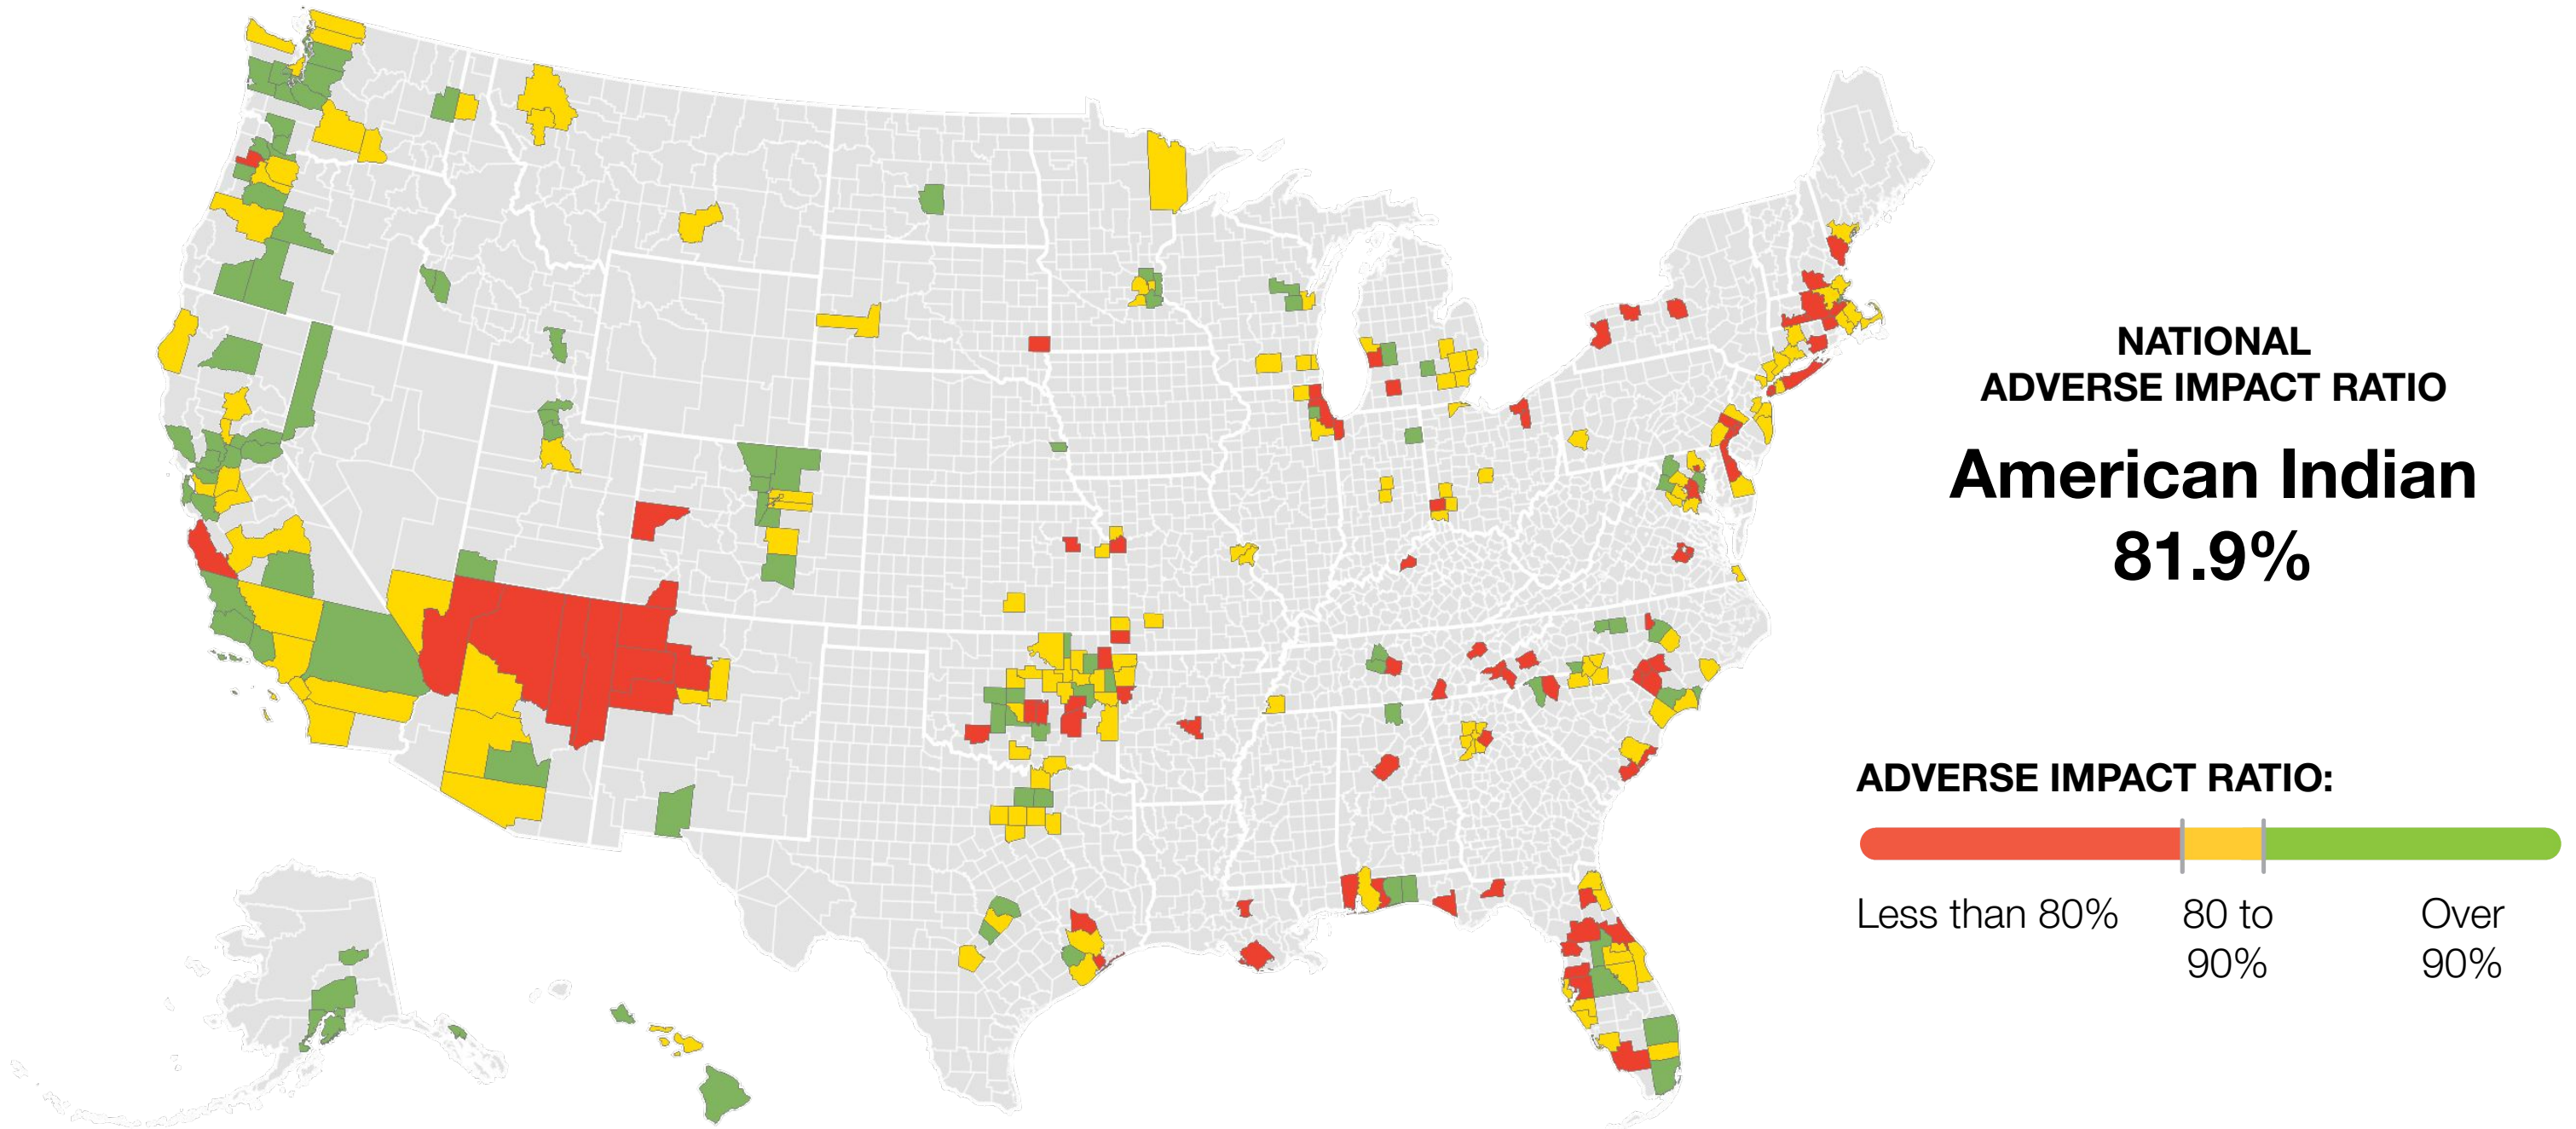 NATIONAL
ADVERSE IMPACT RATIO
American Indian
81.9%
ADVERSE IMPACT RATIO:
Less than 80%
80 to
90%
Over
90%